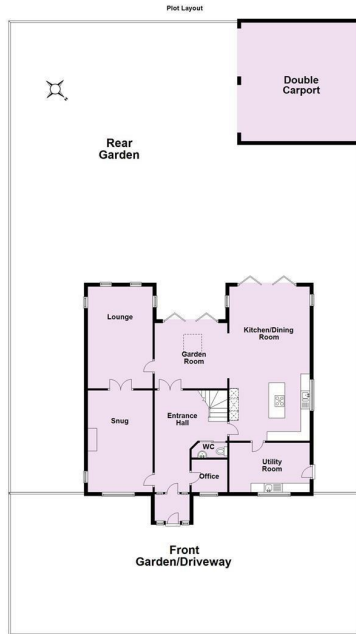 Plot Layout
Double
Carport
Rear
Garden
Lounge
Kitchen/Dining
Room
Garden
Room
Snug
Entrance
Hall
WC
Office
Utility
Room
Front
Garden/Driveway